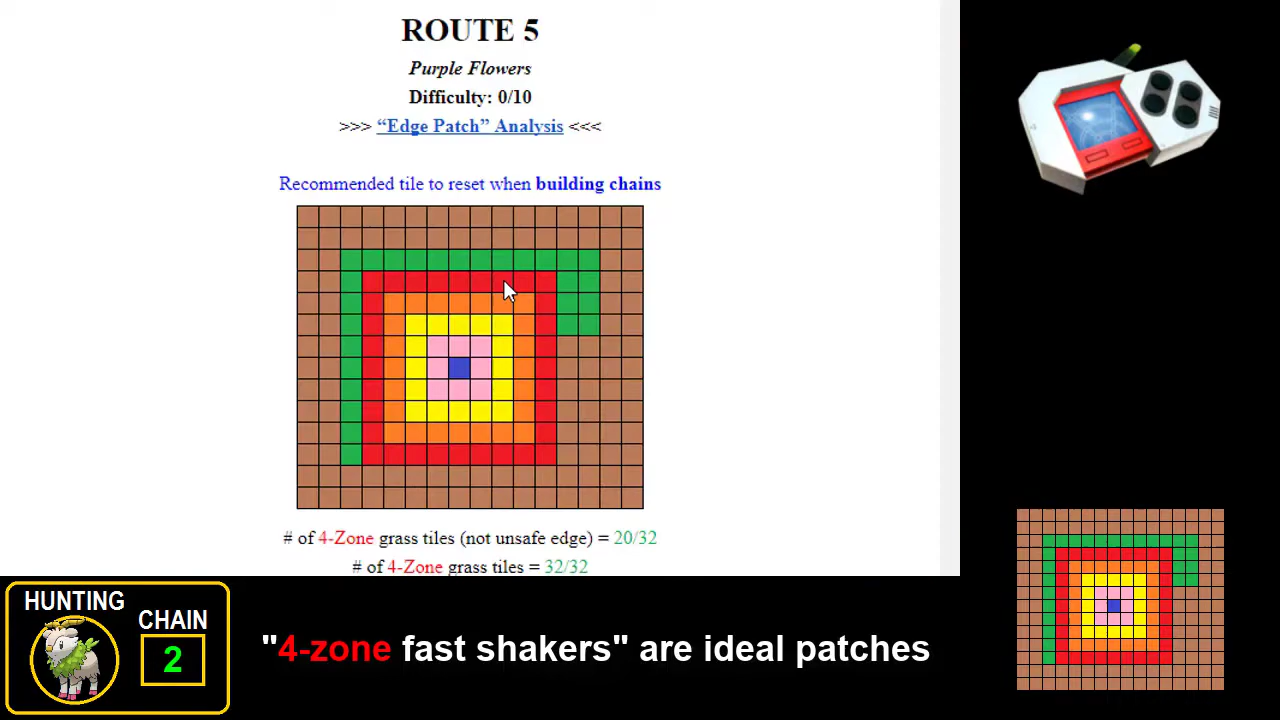 ROUTE 5
Purple Flowers
Difficulty: 0/10
>>> “Edge Patch” Analysis <<<
Recommended tile to reset when building chains
# of 4-Zone grass tiles (not unsafe edge) = 20/32
# of 4-Zone grass tiles = 32/32
HUNTING
CHAIN
2
"4-zone fast shakers" are ideal patches